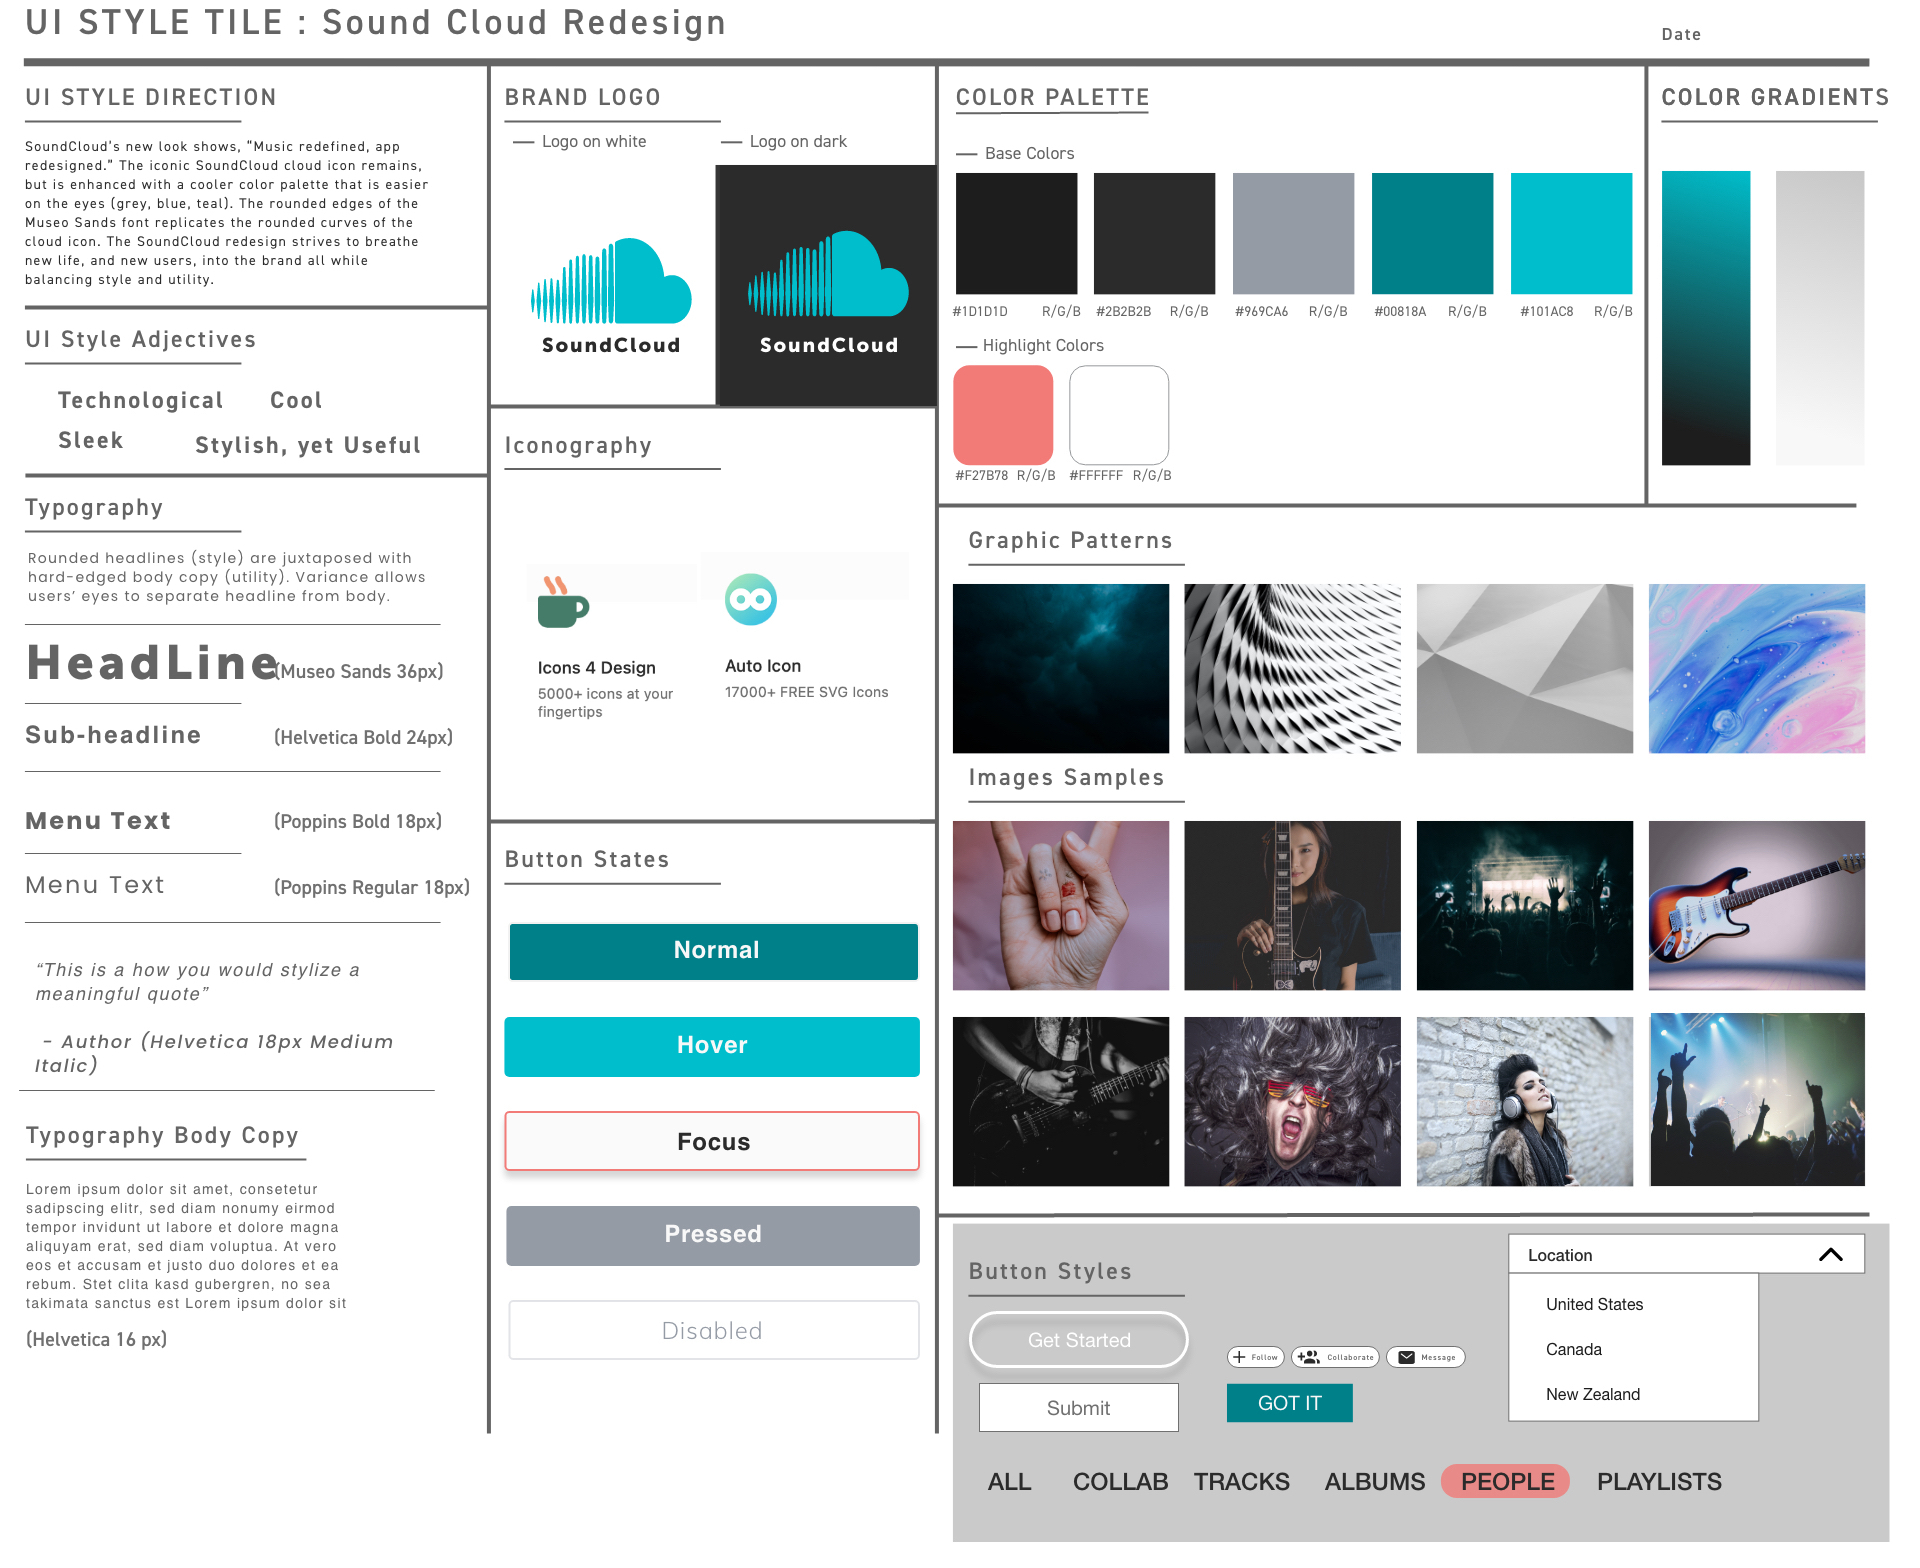 UI STYLE TILE : Sound Cloud Redesign
Date
UI STYLE DIRECTION
SoundCloud's new look shows, “Music redefined, app
redesigned.” The iconic SoundCloud cloud icon remains,
but is enhanced with a cooler color palette that is easier
on the eyes (grey, blue, teal). The rounded edges of the
Museo Sands font replicates the rounded curves of the
cloud icon. The SoundCloud redesign strives to breathe
new life, and new users, into the brand all while
balancing style and utility.
UI Style Adjectives
Technological
Cool
Sleek
Stylish, yet Useful
Typography
Rounded headlines (style) are juxtaposed with
hard-edged body copy (utility). Variance allows
users’ eyes to separate headline from body.
HeadLine
(Museo Sands 36px)
Sub-headline
(Helvetica Bold 24px)
Menu Text
(Poppins Bold 18px)
Menu Text
(Poppins Regular 18px)
“This is a how you would stylize a
meaningful quote”
- Author (Helvetica 18px Medium
Italic)
Typography Body Copy
Lorem ipsum dolor sit amet, consetetur
sadipscing elitr, sed diam nonumy eirmod
tempor invidunt ut labore et dolore magna
aliquyam erat, sed diam voluptua. At vero
eos et accusam et justo duo dolores et ea
rebum. Stet clita kasd gubergren, no sea
takimata sanctus est Lorem ipsum dolor sit
(Helvetica 16 px)
BRAND LOGO
Logo on white
Logo on dark
SoundCloud
SoundCloud
Iconography
Icons 4 Design
5000+ icons at your
fingertips
Auto Icon
17000+ FREE SVG Icons
Button States
Normal
Hover
Focus
Pressed
Disabled
COLOR PALETTE
Base Colors
#1D1D1D R/G/B
#2B2B2B R/G/B
#969CA6 R/G/B
#00818A R/G/B
#101AC8 R/G/B
Highlight Colors
#F27B78 R/G/B
#FFFFFF R/G/B
COLOR GRADIENTS
Graphic Patterns
Images Samples
Button Styles
Get Started
Submit
Follow
Collaborate
Message
GOT IT
Location
United States
Canada
New Zealand
ALL
COLLAB
TRACKS
ALBUMS
PEOPLE
PLAYLISTS